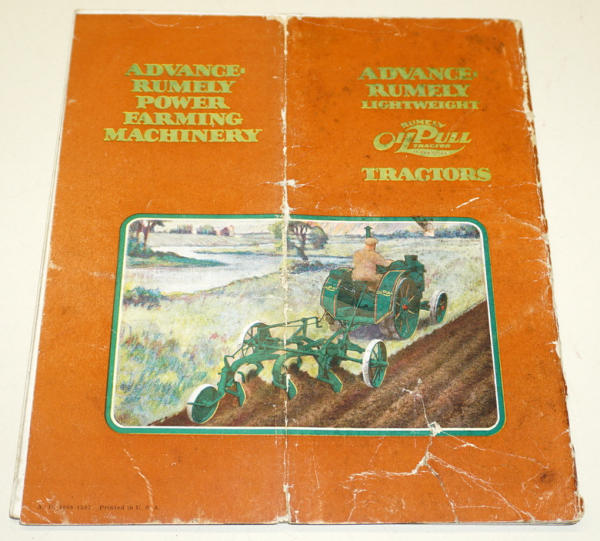 ADVANCE-
RUMELY
POWER
FARMING
MACHINERY
ADVANCE-
RUMELY
LIGHTWEIGHT
RUMELY
OILPULL
TRACTOR
TRACTORS
Printed in U. S. A.